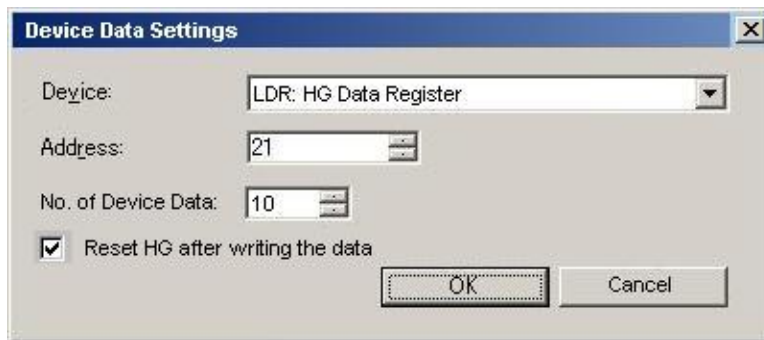 Device Data Settings
Device: LDR: HG Data Register
Address: 21
No. of Device Data: 10
Reset HG after writing the data
OK Cancel